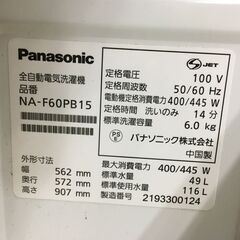 Panasonic
JET
全自動電気洗濯機
品番
NA-F60PB15
外形寸法
幅 562 mm
奥行 572 mm
高さ 907 mm
定格電圧 100 V
定格周波数 50/60 Hz
電動機定格消費電力 400/445 W
定格時間 洗いのみ 14 分
標準洗濯容量 6.0 kg
PSE
パナソニック株式会社
中国製
最大消費電力 400/445 W
標準水量 49 L
標準使用水量 116 L
製造番号 2193300124